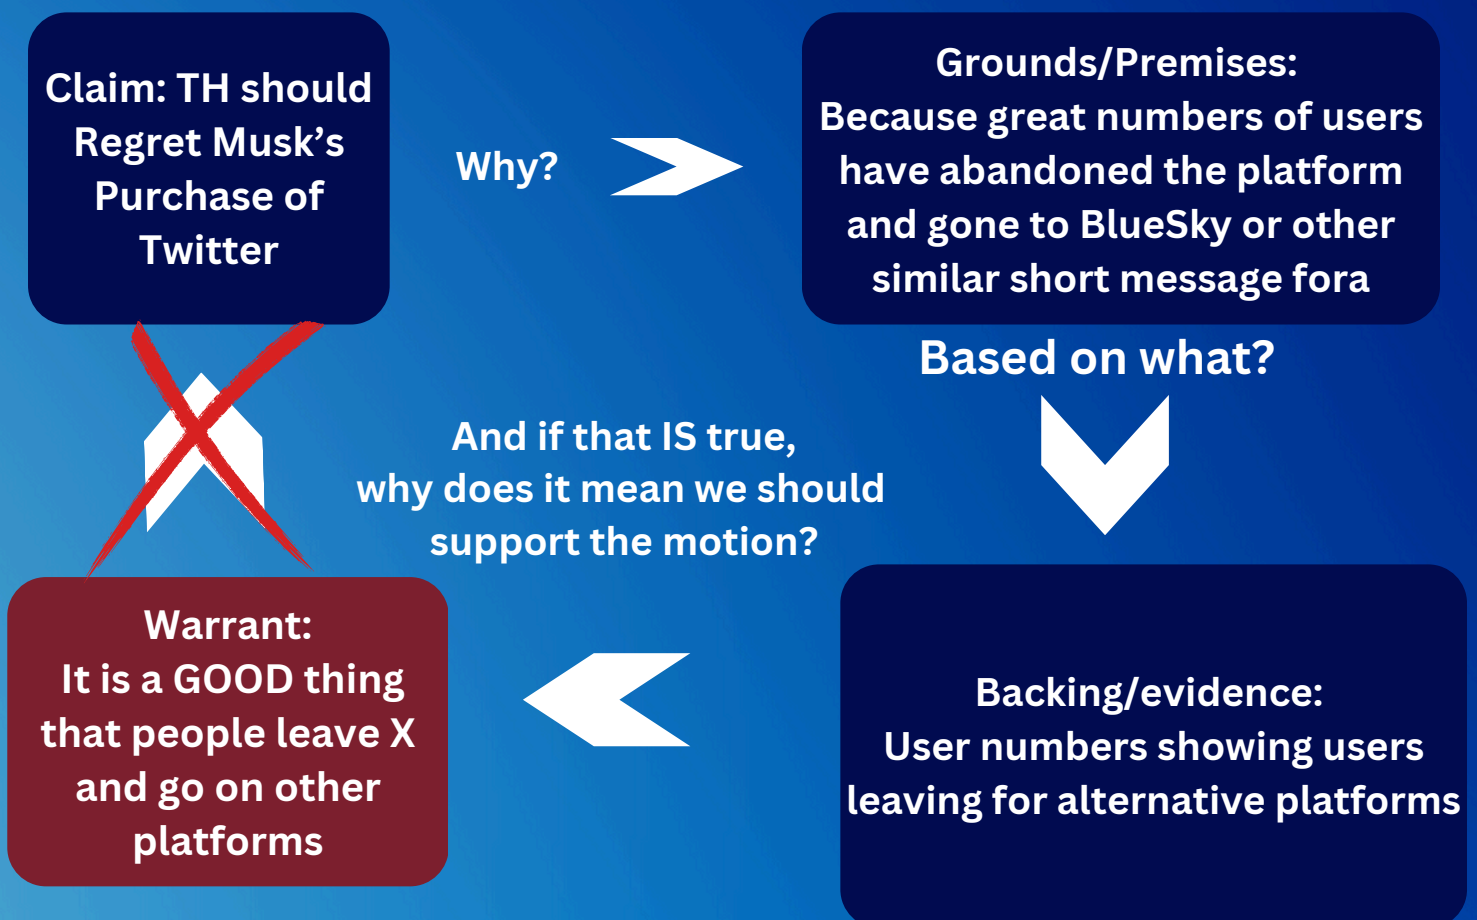 Claim: TH should
Regret Musk’s
Purchase of
Twitter
Why?
Grounds/Premises:
Because great numbers of users
have abandoned the platform
and gone to BlueSky or other
similar short message fora
Based on what?
And if that IS true,
why does it mean we should
support the motion?
Backing/evidence:
User numbers showing users
leaving for alternative platforms
Warrant:
It is a GOOD thing
that people leave X
and go on other
platforms